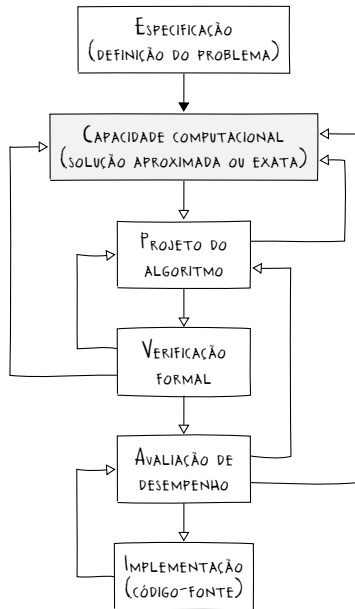 Especificação
(definição do problema)
Capacidade computacional
(solução aproximada ou exata)
Projeto do
algoritmo
Verificação
formal
Avaliação de
desempenho
Implementação
(código-fonte)